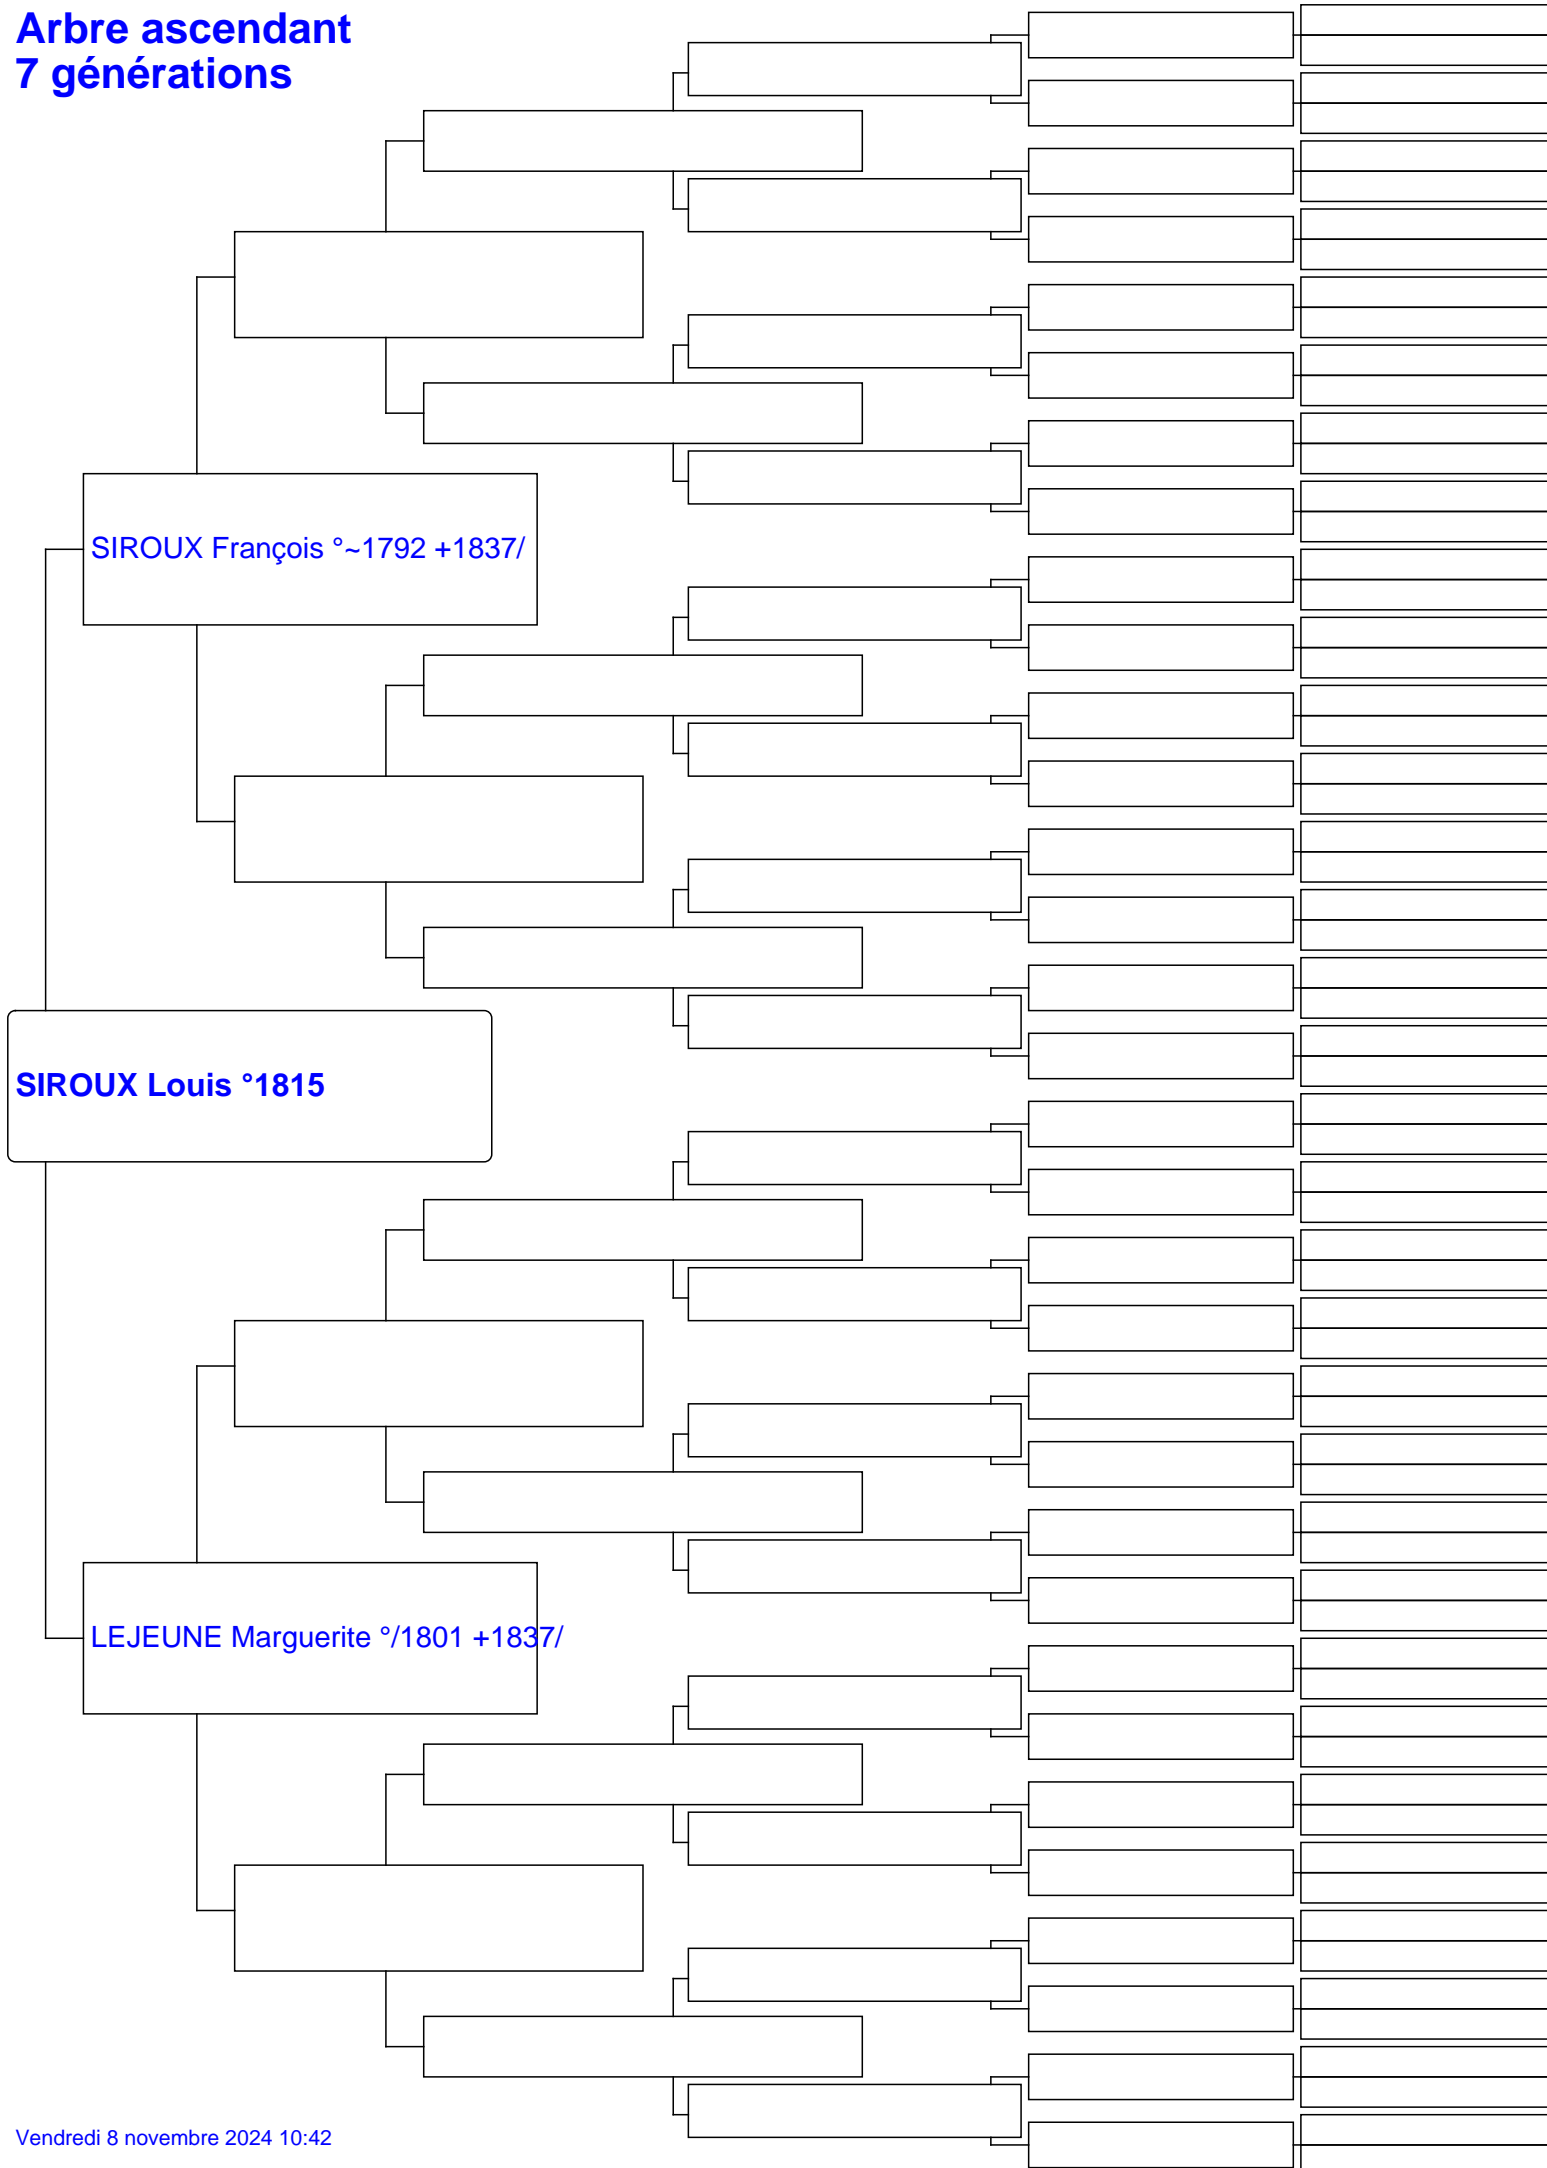 Arbre ascendant
7 générations
SIROUX François °~1792 +1837/
SIROUX Louis °1815
LEJEUNE Marguerite °/1801 +1837/
Vendredi 8 novembre 2024 10:42